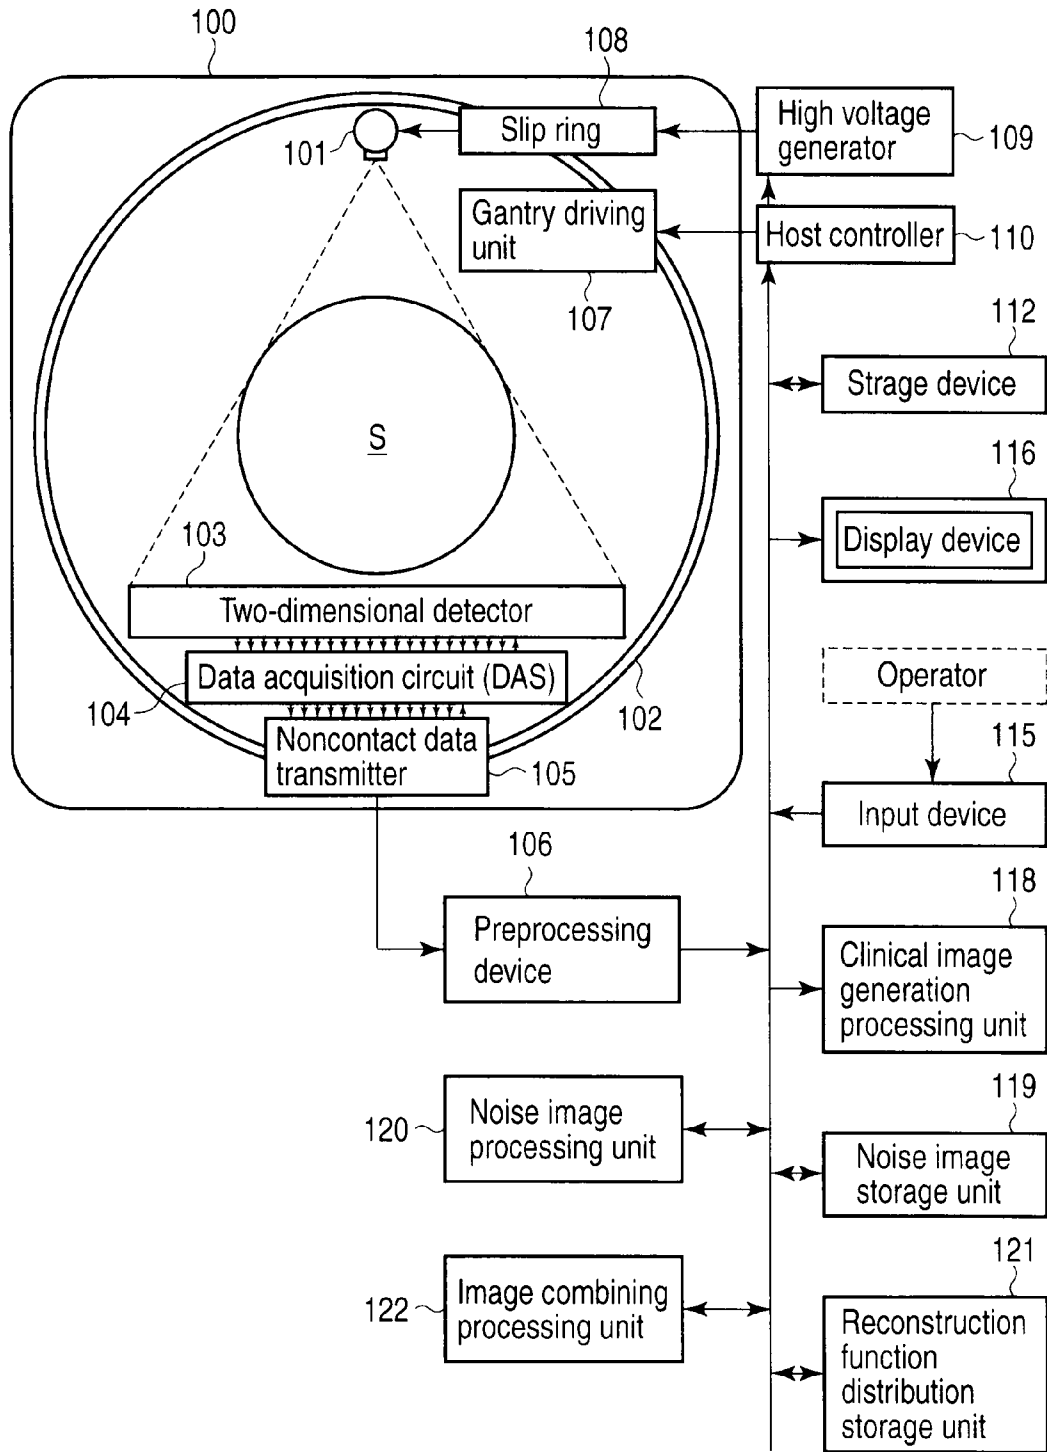 100
108
101
Slip ring
High voltage
generator
109
Gantry driving
unit
107
Host controller
110
112
Strage device
S
116
Display device
103
Two-dimensional detector
Data acquisition circuit (DAS)
104
102
Noncontact data
transmitter
105
Operator
115
Input device
106
Preprocessing
device
118
Clinical image
generation
processing unit
120
Noise image
processing unit
119
Noise image
storage unit
122
Image combining
processing unit
121
Reconstruction
function
distribution
storage unit